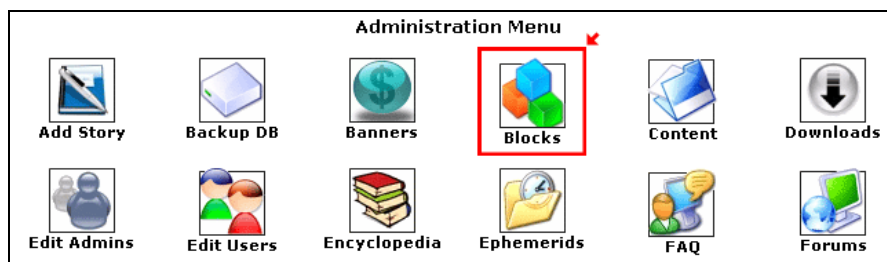 Administration Menu
Add Story Backup DB Banners Blocks Content Downloads
Edit Admins Edit Users Encyclopedia Ephemerids FAQ Forums